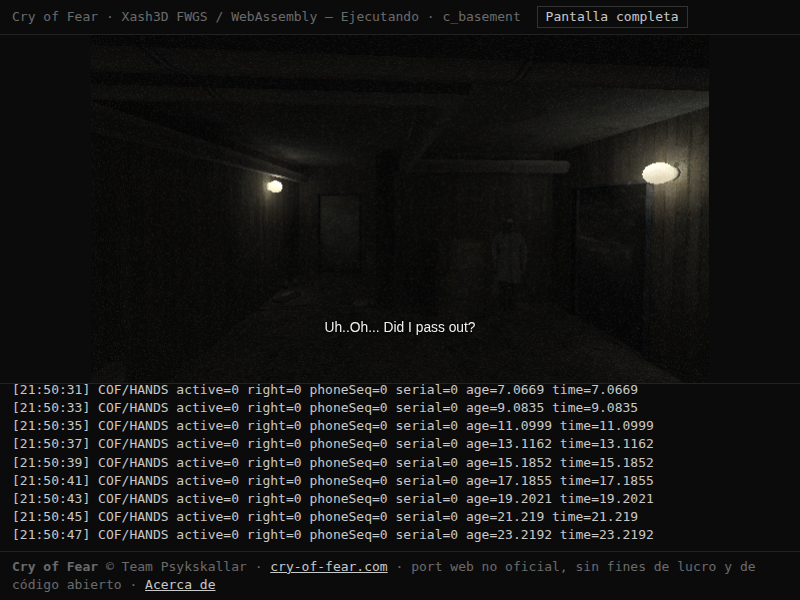 Cry of Fear · Xash3D FWGS / WebAssembly — Ejecutando · c_basement Pantalla completa
Uh..Oh... Did I pass out?
[21:50:31] COF/HANDS active=0 right=0 phoneSeq=0 serial=0 age=7.0669 time=7.0669
[21:50:33] COF/HANDS active=0 right=0 phoneSeq=0 serial=0 age=9.0835 time=9.0835
[21:50:35] COF/HANDS active=0 right=0 phoneSeq=0 serial=0 age=11.0999 time=11.0999
[21:50:37] COF/HANDS active=0 right=0 phoneSeq=0 serial=0 age=13.1162 time=13.1162
[21:50:39] COF/HANDS active=0 right=0 phoneSeq=0 serial=0 age=15.1852 time=15.1852
[21:50:41] COF/HANDS active=0 right=0 phoneSeq=0 serial=0 age=17.1855 time=17.1855
[21:50:43] COF/HANDS active=0 right=0 phoneSeq=0 serial=0 age=19.2021 time=19.2021
[21:50:45] COF/HANDS active=0 right=0 phoneSeq=0 serial=0 age=21.219 time=21.219
[21:50:47] COF/HANDS active=0 right=0 phoneSeq=0 serial=0 age=23.2192 time=23.2192
Cry of Fear © Team Psykskallar · cry-of-fear.com · port web no oficial, sin fines de lucro y de
código abierto · Acerca de